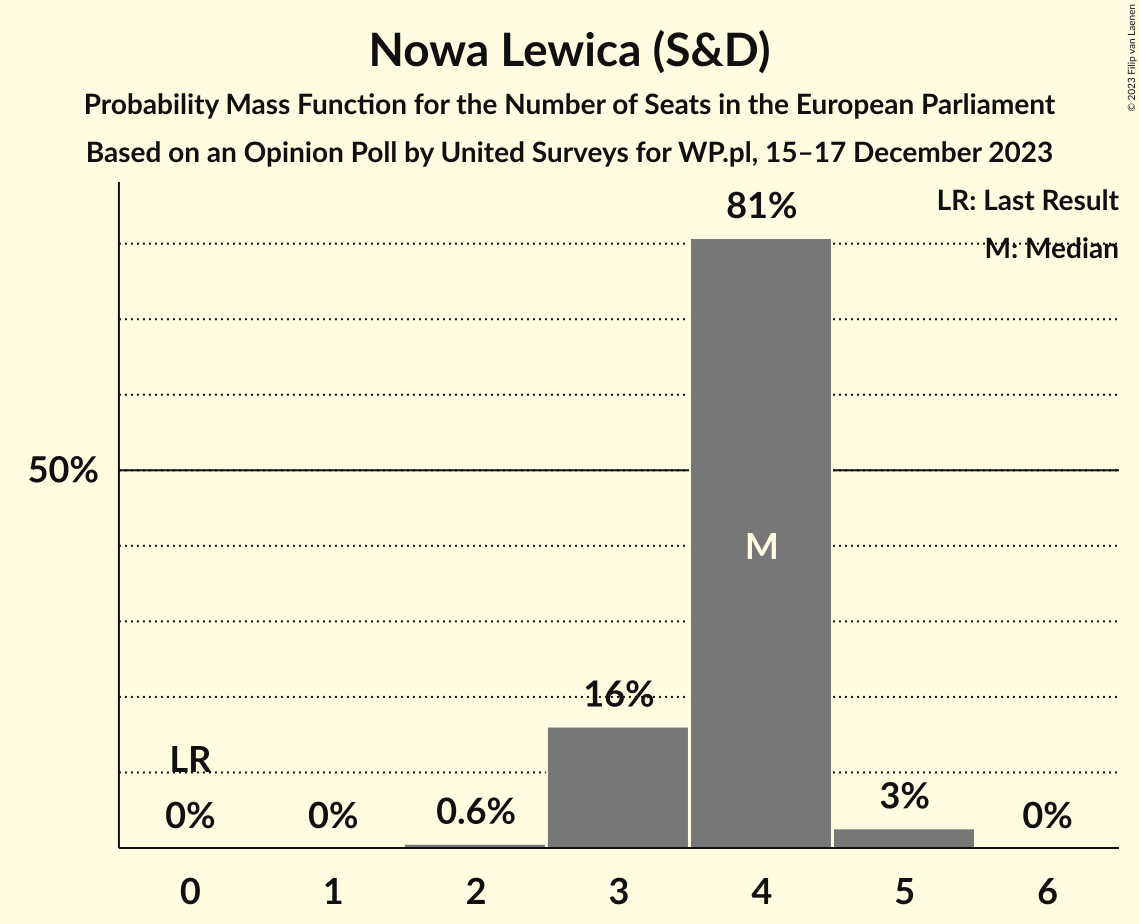 Nowa Lewica (S&D)
Probability Mass Function for the Number of Seats in the European Parliament
Based on an Opinion Poll by United Surveys for WP.pl, 15–17 December 2023
© 2023 Filip van Laenen
LR: Last Result
M: Median
81%
50%
M
16%
LR
0%
0%
0.6%
3%
0%
0 1 2 3 4 5 6